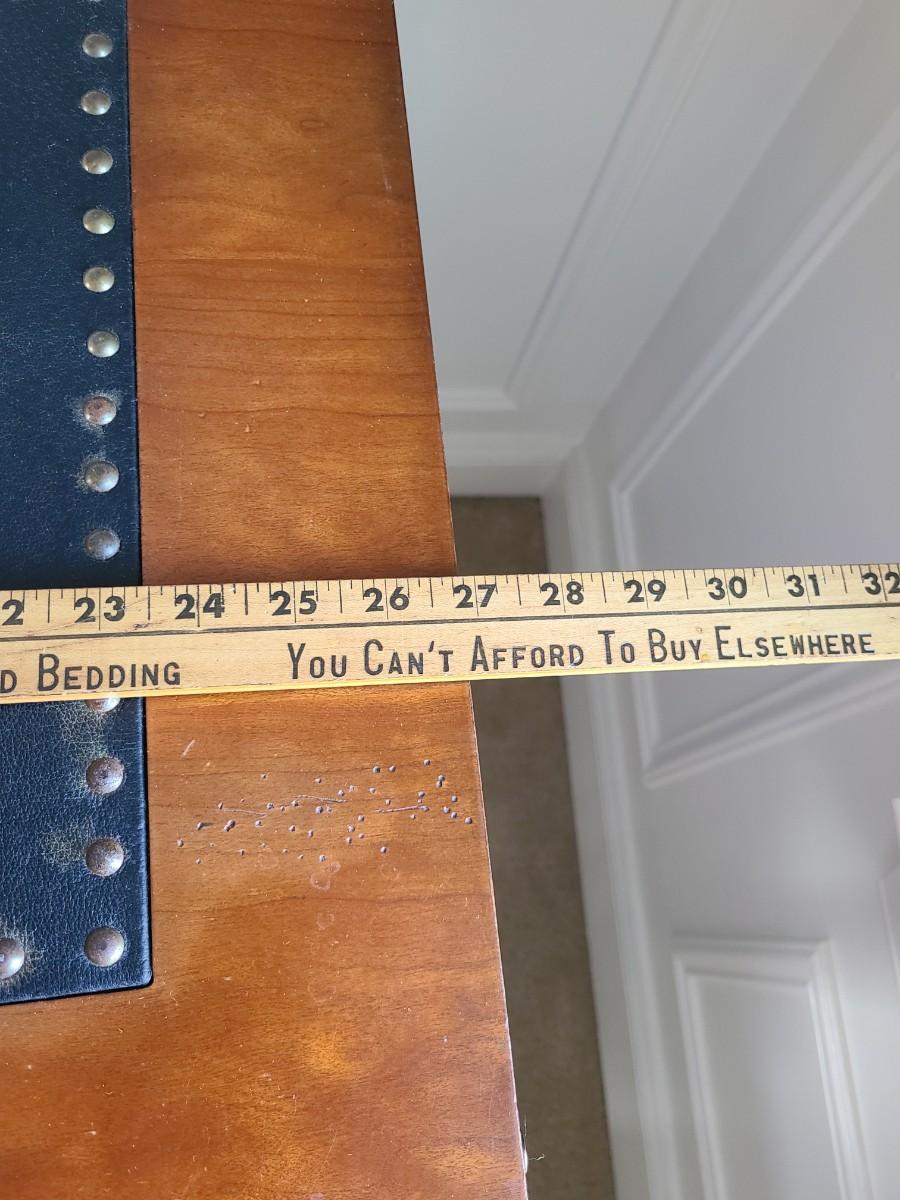 2 23 24 25 26 27 28 29 30 31 32
D BEDDING YOU CAN'T AFFORD TO BUY ELSEWHERE